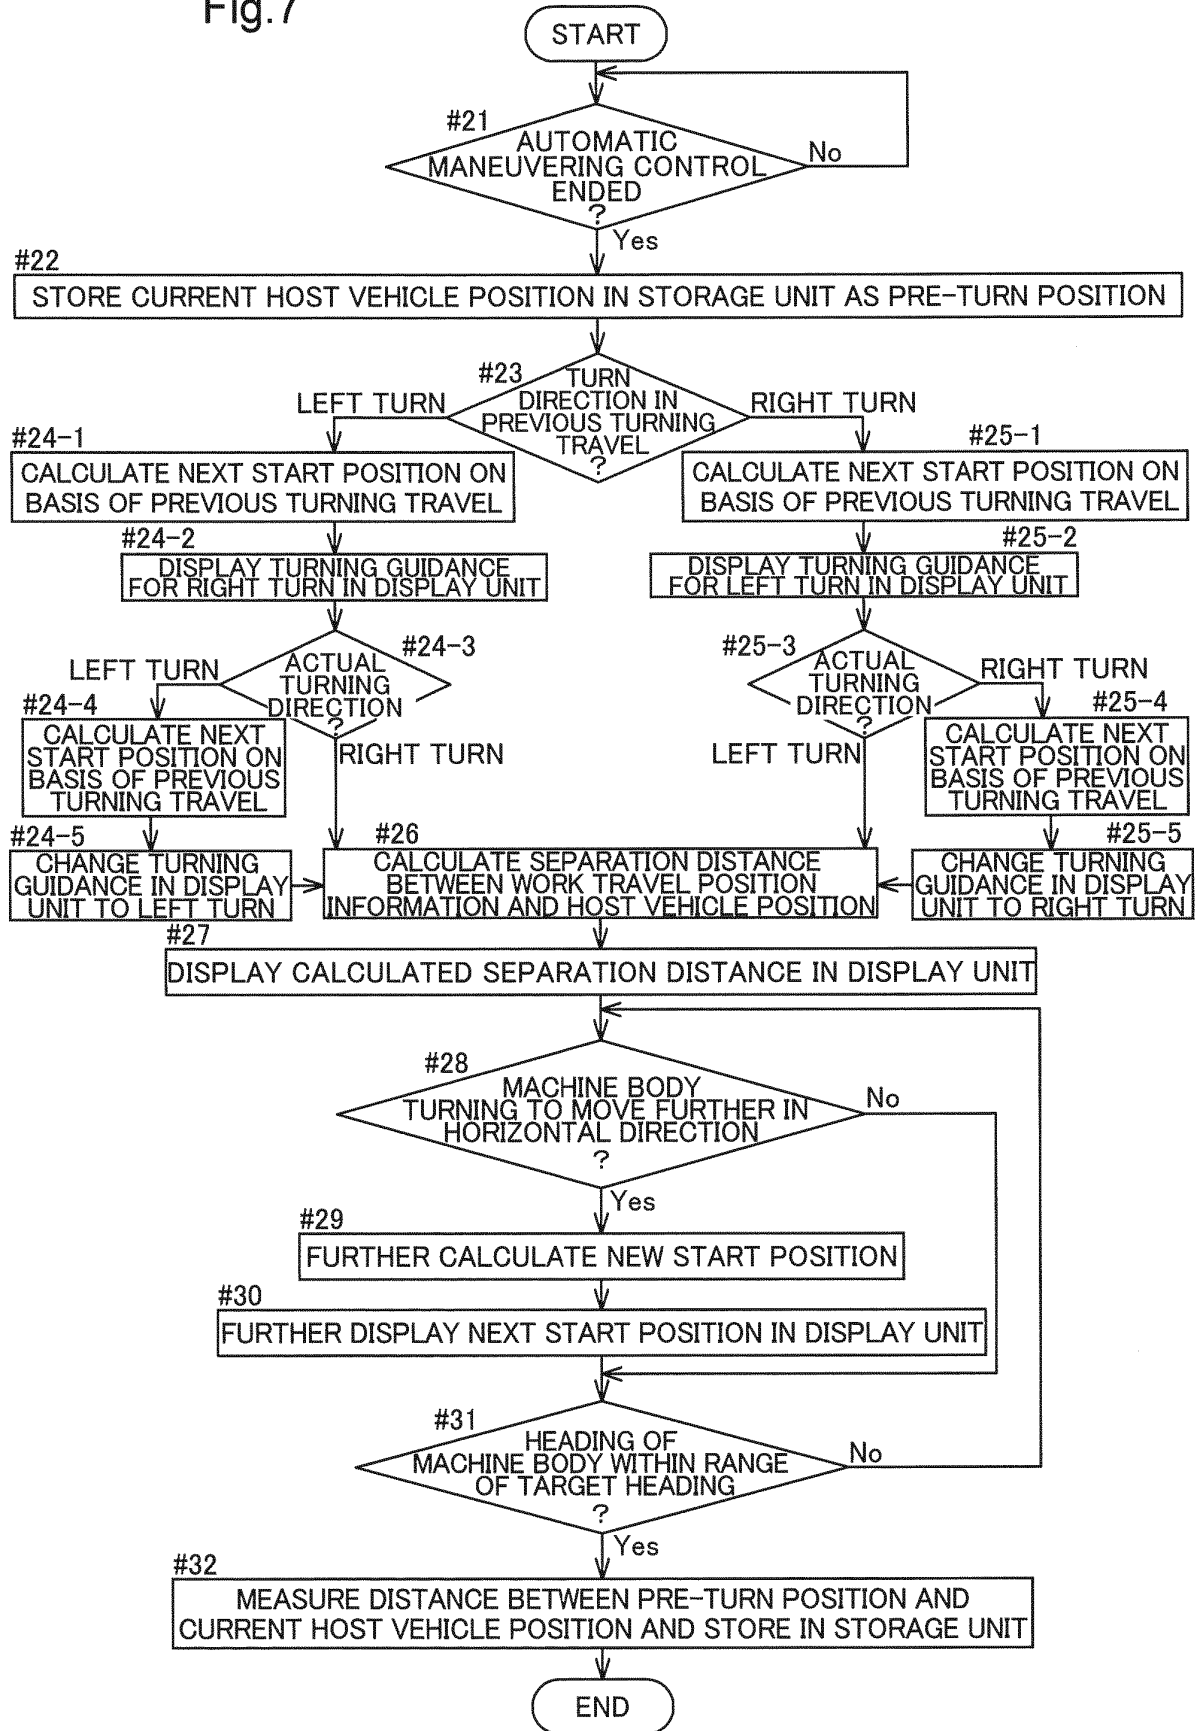 Fig.7
START
#21
AUTOMATIC
MANEUVERING CONTROL
ENDED
?
No
Yes
#22
STORE CURRENT HOST VEHICLE POSITION IN STORAGE UNIT AS PRE-TURN POSITION
#23
TURN
DIRECTION IN
PREVIOUS TURNING
TRAVEL
?
LEFT TURN
RIGHT TURN
#24-1
CALCULATE NEXT START POSITION ON
BASIS OF PREVIOUS TURNING TRAVEL
#25-1
CALCULATE NEXT START POSITION ON
BASIS OF PREVIOUS TURNING TRAVEL
#24-2
DISPLAY TURNING GUIDANCE
FOR RIGHT TURN IN DISPLAY UNIT
#25-2
DISPLAY TURNING GUIDANCE
FOR LEFT TURN IN DISPLAY UNIT
#24-3
ACTUAL
TURNING
DIRECTION
?
LEFT TURN
RIGHT TURN
#25-3
ACTUAL
TURNING
DIRECTION
?
RIGHT TURN
LEFT TURN
#24-4
CALCULATE NEXT
START POSITION ON
BASIS OF PREVIOUS
TURNING TRAVEL
#25-4
CALCULATE NEXT
START POSITION ON
BASIS OF PREVIOUS
TURNING TRAVEL
#24-5
CHANGE TURNING
GUIDANCE IN DISPLAY
UNIT TO LEFT TURN
#26
CALCULATE SEPARATION DISTANCE
BETWEEN WORK TRAVEL POSITION
INFORMATION AND HOST VEHICLE POSITION
#25-5
CHANGE TURNING
GUIDANCE IN DISPLAY
UNIT TO RIGHT TURN
#27
DISPLAY CALCULATED SEPARATION DISTANCE IN DISPLAY UNIT
#28
MACHINE BODY
TURNING TO MOVE FURTHER IN
HORIZONTAL DIRECTION
?
No
Yes
#29
FURTHER CALCULATE NEW START POSITION
#30
FURTHER DISPLAY NEXT START POSITION IN DISPLAY UNIT
#31
HEADING OF
MACHINE BODY WITHIN RANGE
OF TARGET HEADING
?
No
Yes
#32
MEASURE DISTANCE BETWEEN PRE-TURN POSITION AND
CURRENT HOST VEHICLE POSITION AND STORE IN STORAGE UNIT
END